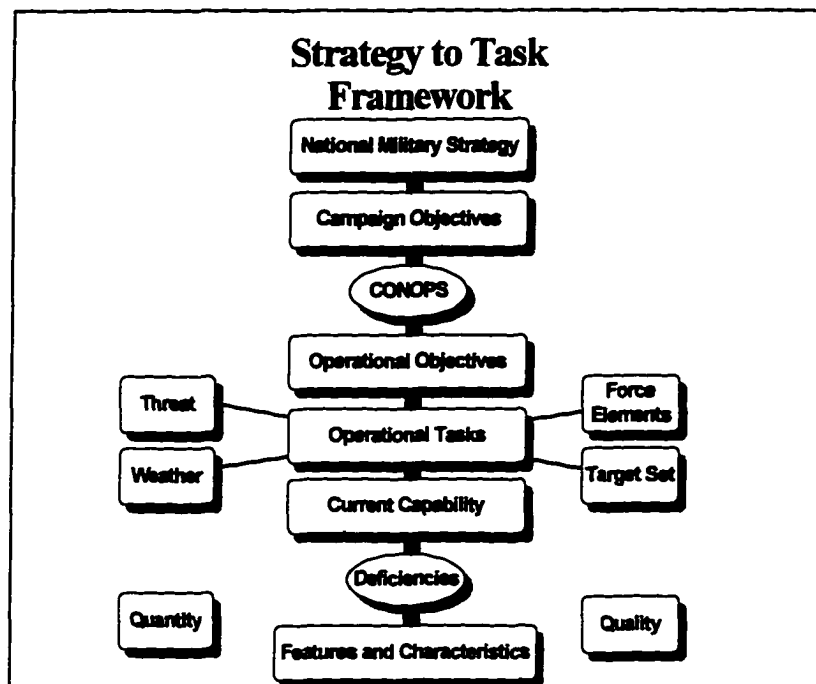 Strategy to Task
Framework
National Military Strategy
Campaign Objectives
CONOPS
Operational Objectives
Threat
Force
Elements
Operational Tasks
Weather
Target Set
Current Capability
Deficiencies
Quantity
Quality
Features and Characteristics